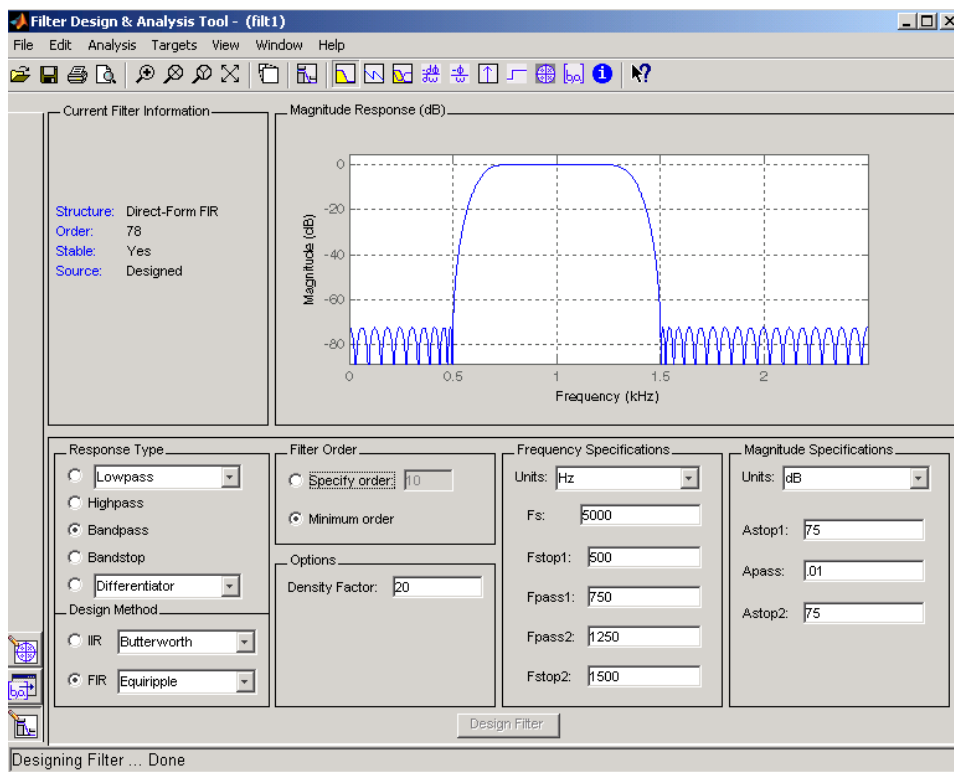 Filter Design & Analysis Tool - (filt1)
File Edit Analysis Targets View Window Help
[b,a]
Current Filter Information
Structure: Direct-Form FIR
Order: 78
Stable: Yes
Source: Designed
Magnitude Response (dB)
0
-20
-40
-60
-80
Magnitude (dB)
0 0.5 1 1.5 2
Frequency (kHz)
Response Type
Lowpass
Highpass
Bandpass
Bandstop
Differentiator
Design Method
IIR Butterworth
FIR Equiripple
Filter Order
Specify order: 10
Minimum order
Options
Density Factor: 20
Frequency Specifications
Units: Hz
Fs: 5000
Fstop1: 500
Fpass1: 750
Fpass2: 1250
Fstop2: 1500
Magnitude Specifications
Units: dB
Astop1: 75
Apass: .01
Astop2: 75
Design Filter
Designing Filter ... Done